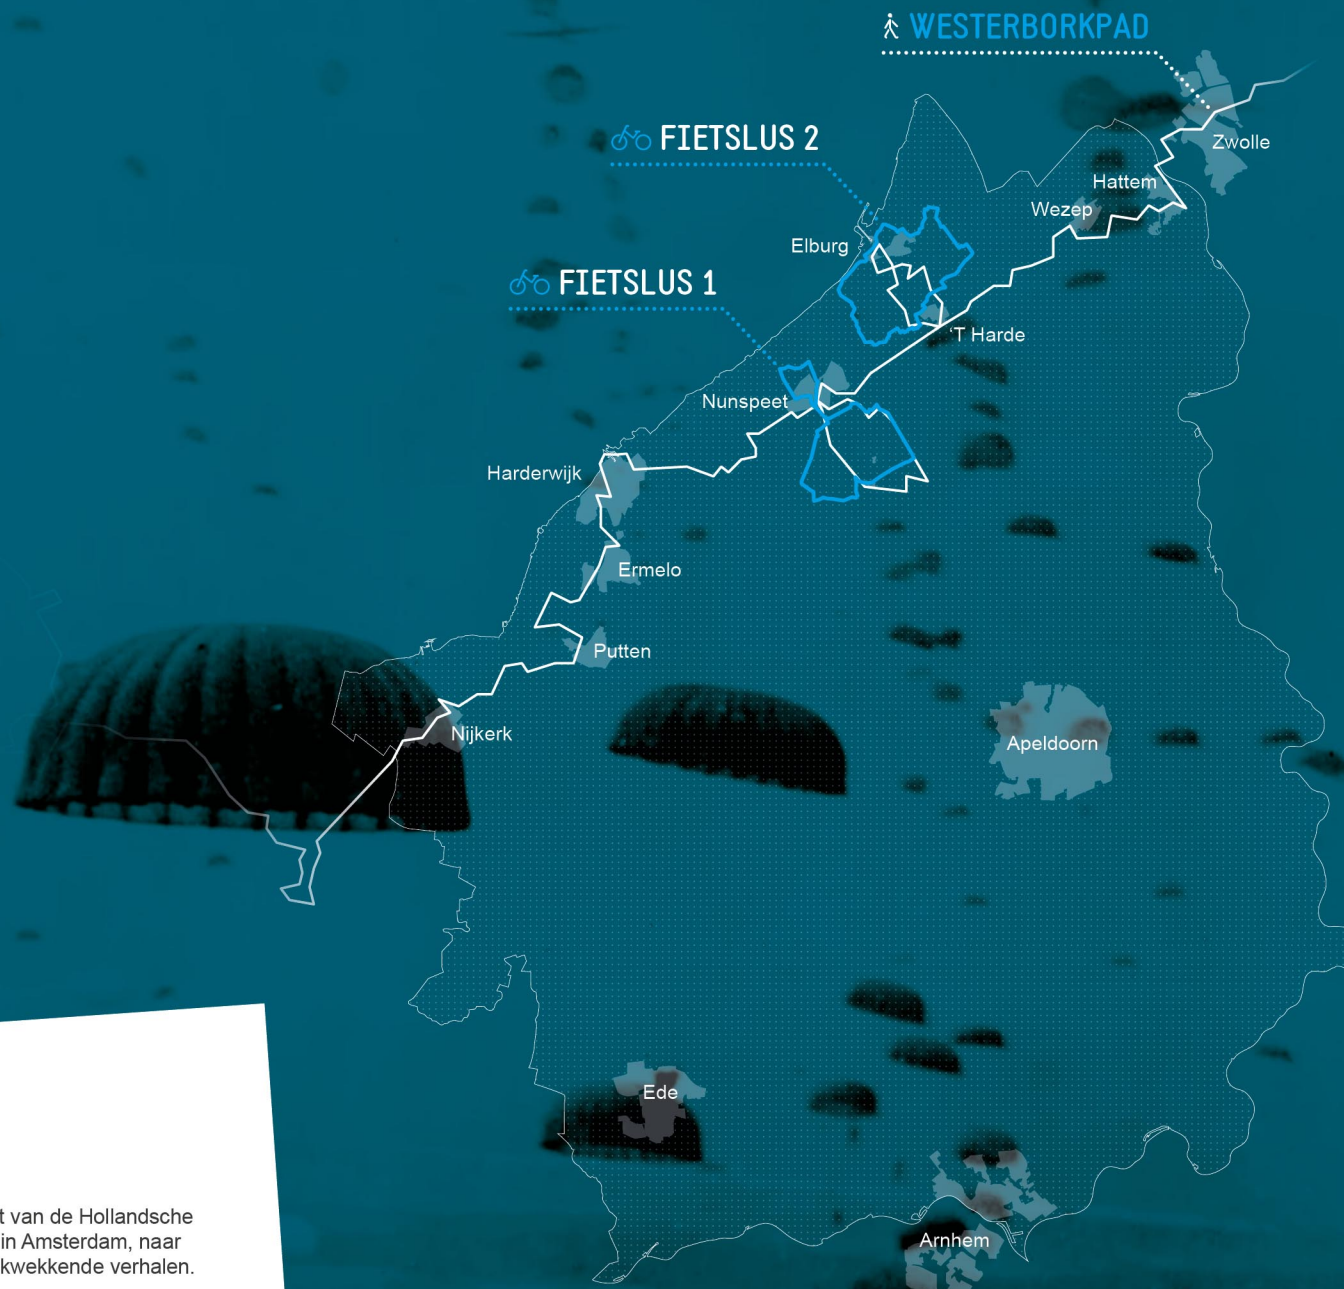 WESTERBORKPAD
FIETSLUS 2
Zwolle
Hattem
Wezep
Elburg
FIETSLUS 1
'T Harde
Nunspeet
Harderwijk
Ermelo
Putten
Nijkerk
Apeldoorn
Ede
Arnhem
van de Hollandsche
in Amsterdam, naar
verhalen.